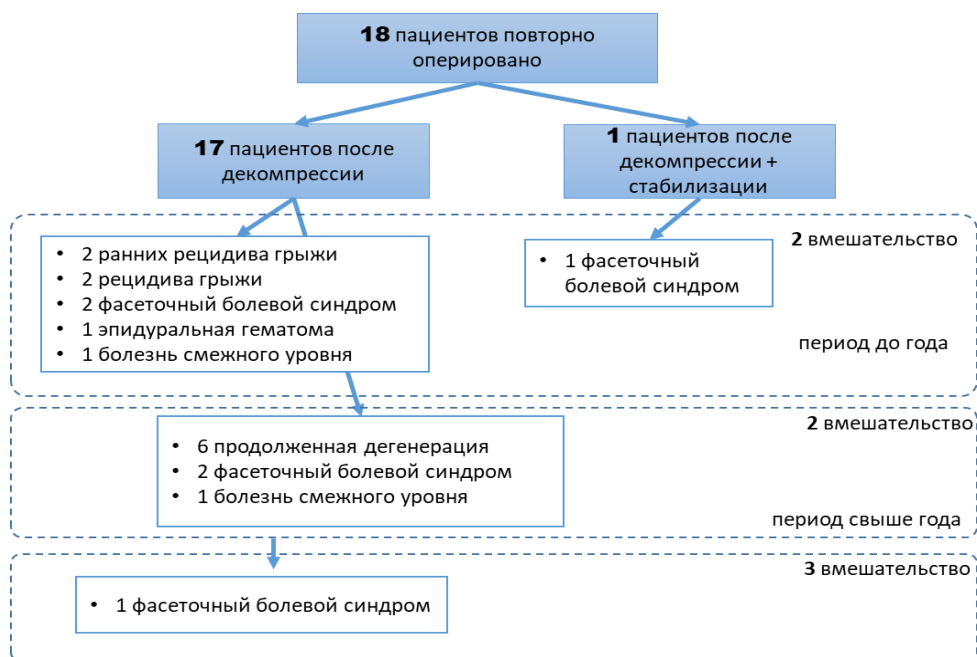 18 пациентов повторно
оперировано
17 пациентов после
декомпрессии
1 пациентов после
декомпрессии +
стабилизации
• 2 ранних рецидива грыжи
• 2 рецидива грыжи
• 2 фасеточный болевой синдром
• 1 эпидуральная гематома
• 1 болезнь смежного уровня
• 1 фасеточный
болевой синдром
2 вмешательство
период до года
• 6 продолженная дегенерация
• 2 фасеточный болевой синдром
• 1 болезнь смежного уровня
2 вмешательство
период свыше года
3 вмешательство
• 1 фасеточный болевой синдром